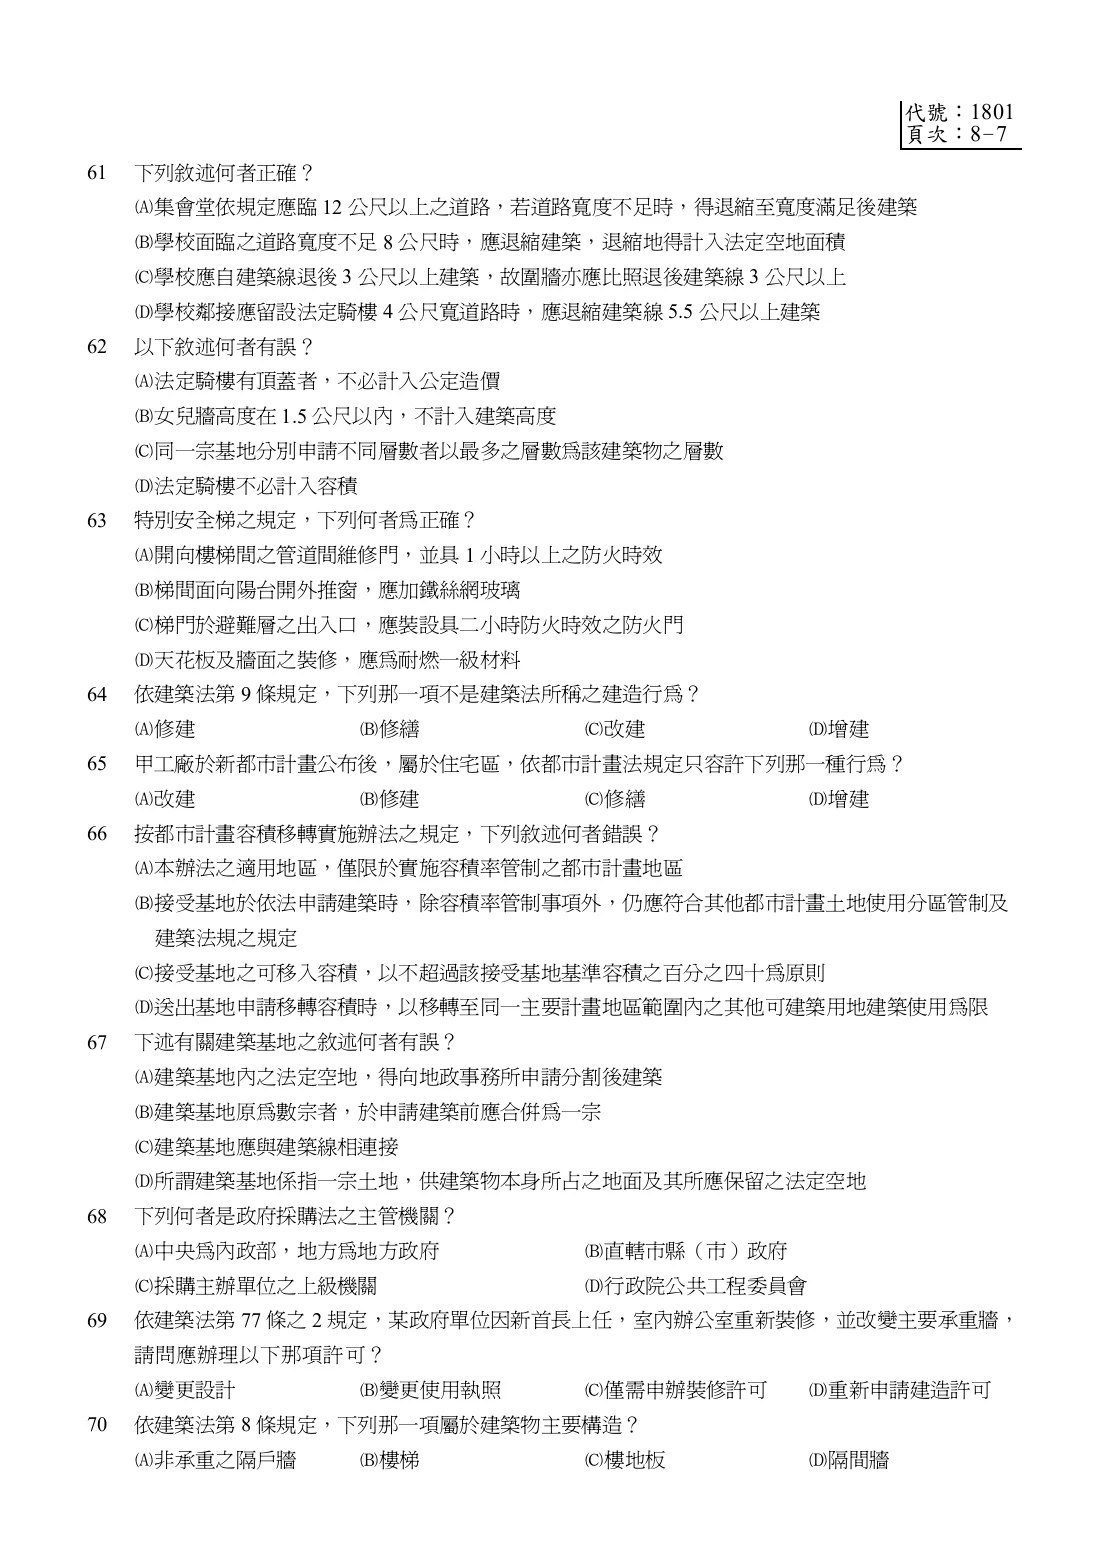 代號：1801
頁次：8－7
61 下列敘述何者正確？
(A)集會堂依規定應臨 12 公尺以上之道路，若道路寬度不足時，得退縮至寬度滿足後建築
(B)學校面臨之道路寬度不足 8 公尺時，應退縮建築，退縮地得計入法定空地面積
(C)學校應自建築線退後 3 公尺以上建築，故圍牆亦應比照退後建築線 3 公尺以上
(D)學校鄰接應留設法定騎樓 4 公尺寬道路時，應退縮建築線 5.5 公尺以上建築
62 以下敘述何者有誤？
(A)法定騎樓有頂蓋者，不必計入公定造價
(B)女兒牆高度在 1.5 公尺以內，不計入建築高度
(C)同一宗基地分別申請不同層數者以最多之層數為該建築物之層數
(D)法定騎樓不必計入容積
63 特別安全梯之規定，下列何者為正確？
(A)開向樓梯間之管道間維修門，並具 1 小時以上之防火時效
(B)梯間面向陽台開外推窗，應加鐵絲網玻璃
(C)梯門於避難層之出入口，應裝設具二小時防火時效之防火門
(D)天花板及牆面之裝修，應為耐燃一級材料
64 依建築法第 9 條規定，下列那一項不是建築法所稱之建造行為？
(A)修建 (B)修繕 (C)改建 (D)增建
65 甲工廠於新都市計畫公布後，屬於住宅區，依都市計畫法規定只容許下列那一種行為？
(A)改建 (B)修建 (C)修繕 (D)增建
66 按都市計畫容積移轉實施辦法之規定，下列敘述何者錯誤？
(A)本辦法之適用地區，僅限於實施容積率管制之都市計畫地區
(B)接受基地於依法申請建築時，除容積率管制事項外，仍應符合其他都市計畫土地使用分區管制及
建築法規之規定
(C)接受基地之可移入容積，以不超過該接受基地基準容積之百分之四十為原則
(D)送出基地申請移轉容積時，以移轉至同一主要計畫地區範圍內之其他可建築用地建築使用為限
67 下述有關建築基地之敘述何者有誤？
(A)建築基地內之法定空地，得向地政事務所申請分割後建築
(B)建築基地原為數宗者，於申請建築前應合併為一宗
(C)建築基地應與建築線相連接
(D)所謂建築基地係指一宗土地，供建築物本身所占之地面及其所應保留之法定空地
68 下列何者是政府採購法之主管機關？
(A)中央為內政部，地方為地方政府 (B)直轄市縣（市）政府
(C)採購主辦單位之上級機關 (D)行政院公共工程委員會
69 依建築法第 77 條之 2 規定，某政府單位因新首長上任，室內辦公室重新裝修，並改變主要承重牆，
請問應辦理以下那項許可？
(A)變更設計 (B)變更使用執照 (C)僅需申辦裝修許可 (D)重新申請建造許可
70 依建築法第 8 條規定，下列那一項屬於建築物主要構造？
(A)非承重之隔戶牆 (B)樓梯 (C)樓地板 (D)隔間牆